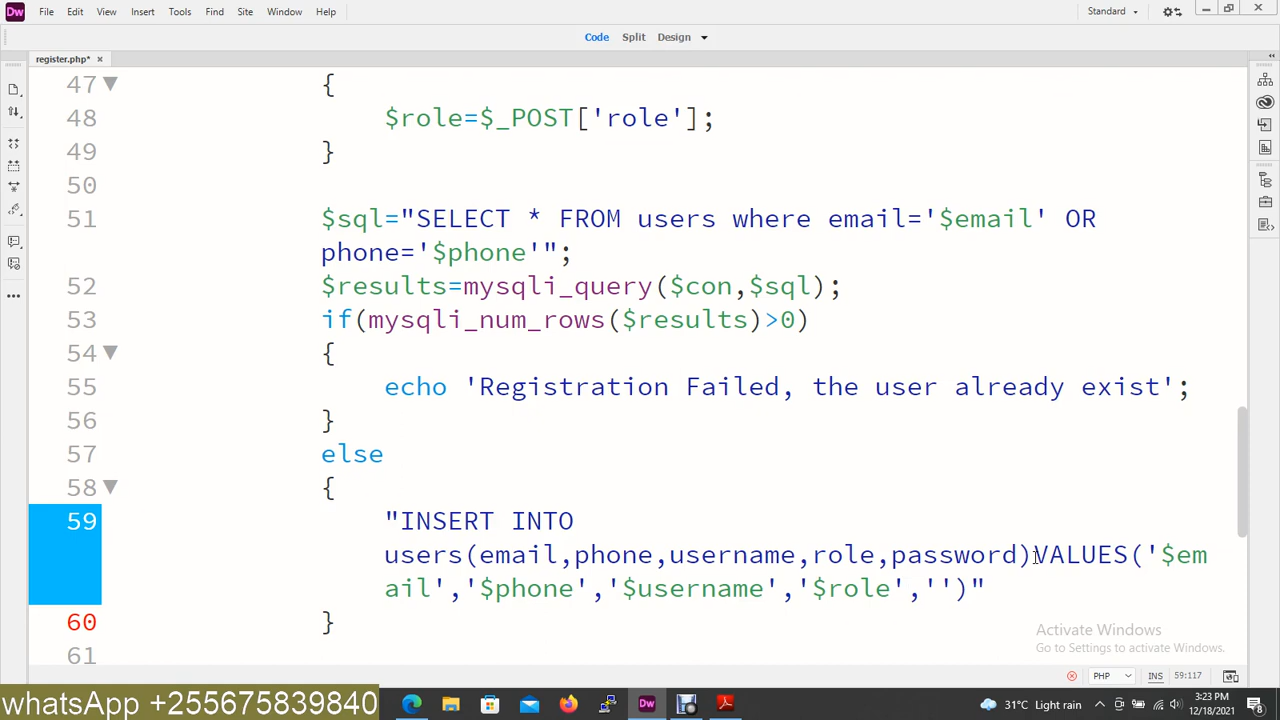 Dw File Edit View Insert Tools Find Site Window Help Standard
Code Split Design
register.php*
47 {
48 $role=$_POST['role'];
49 }
50
51 $sql="SELECT * FROM users where email='$email' OR
phone='$phone'";
52 $results=mysqli_query($con,$sql);
53 if(mysqli_num_rows($results)>0)
54 {
55 echo 'Registration Failed, the user already exist';
56 }
57 else
58 {
59 "INSERT INTO
users(email,phone,username,role,password)VALUES('$em
ail','$phone','$username','$role','')"
60 }
61
Activate Windows
Go to Settings to activate Windows.
PHP INS 59:117
whatsApp +255675839840
Dw
31°C Light rain
3:23 PM
12/18/2021
8